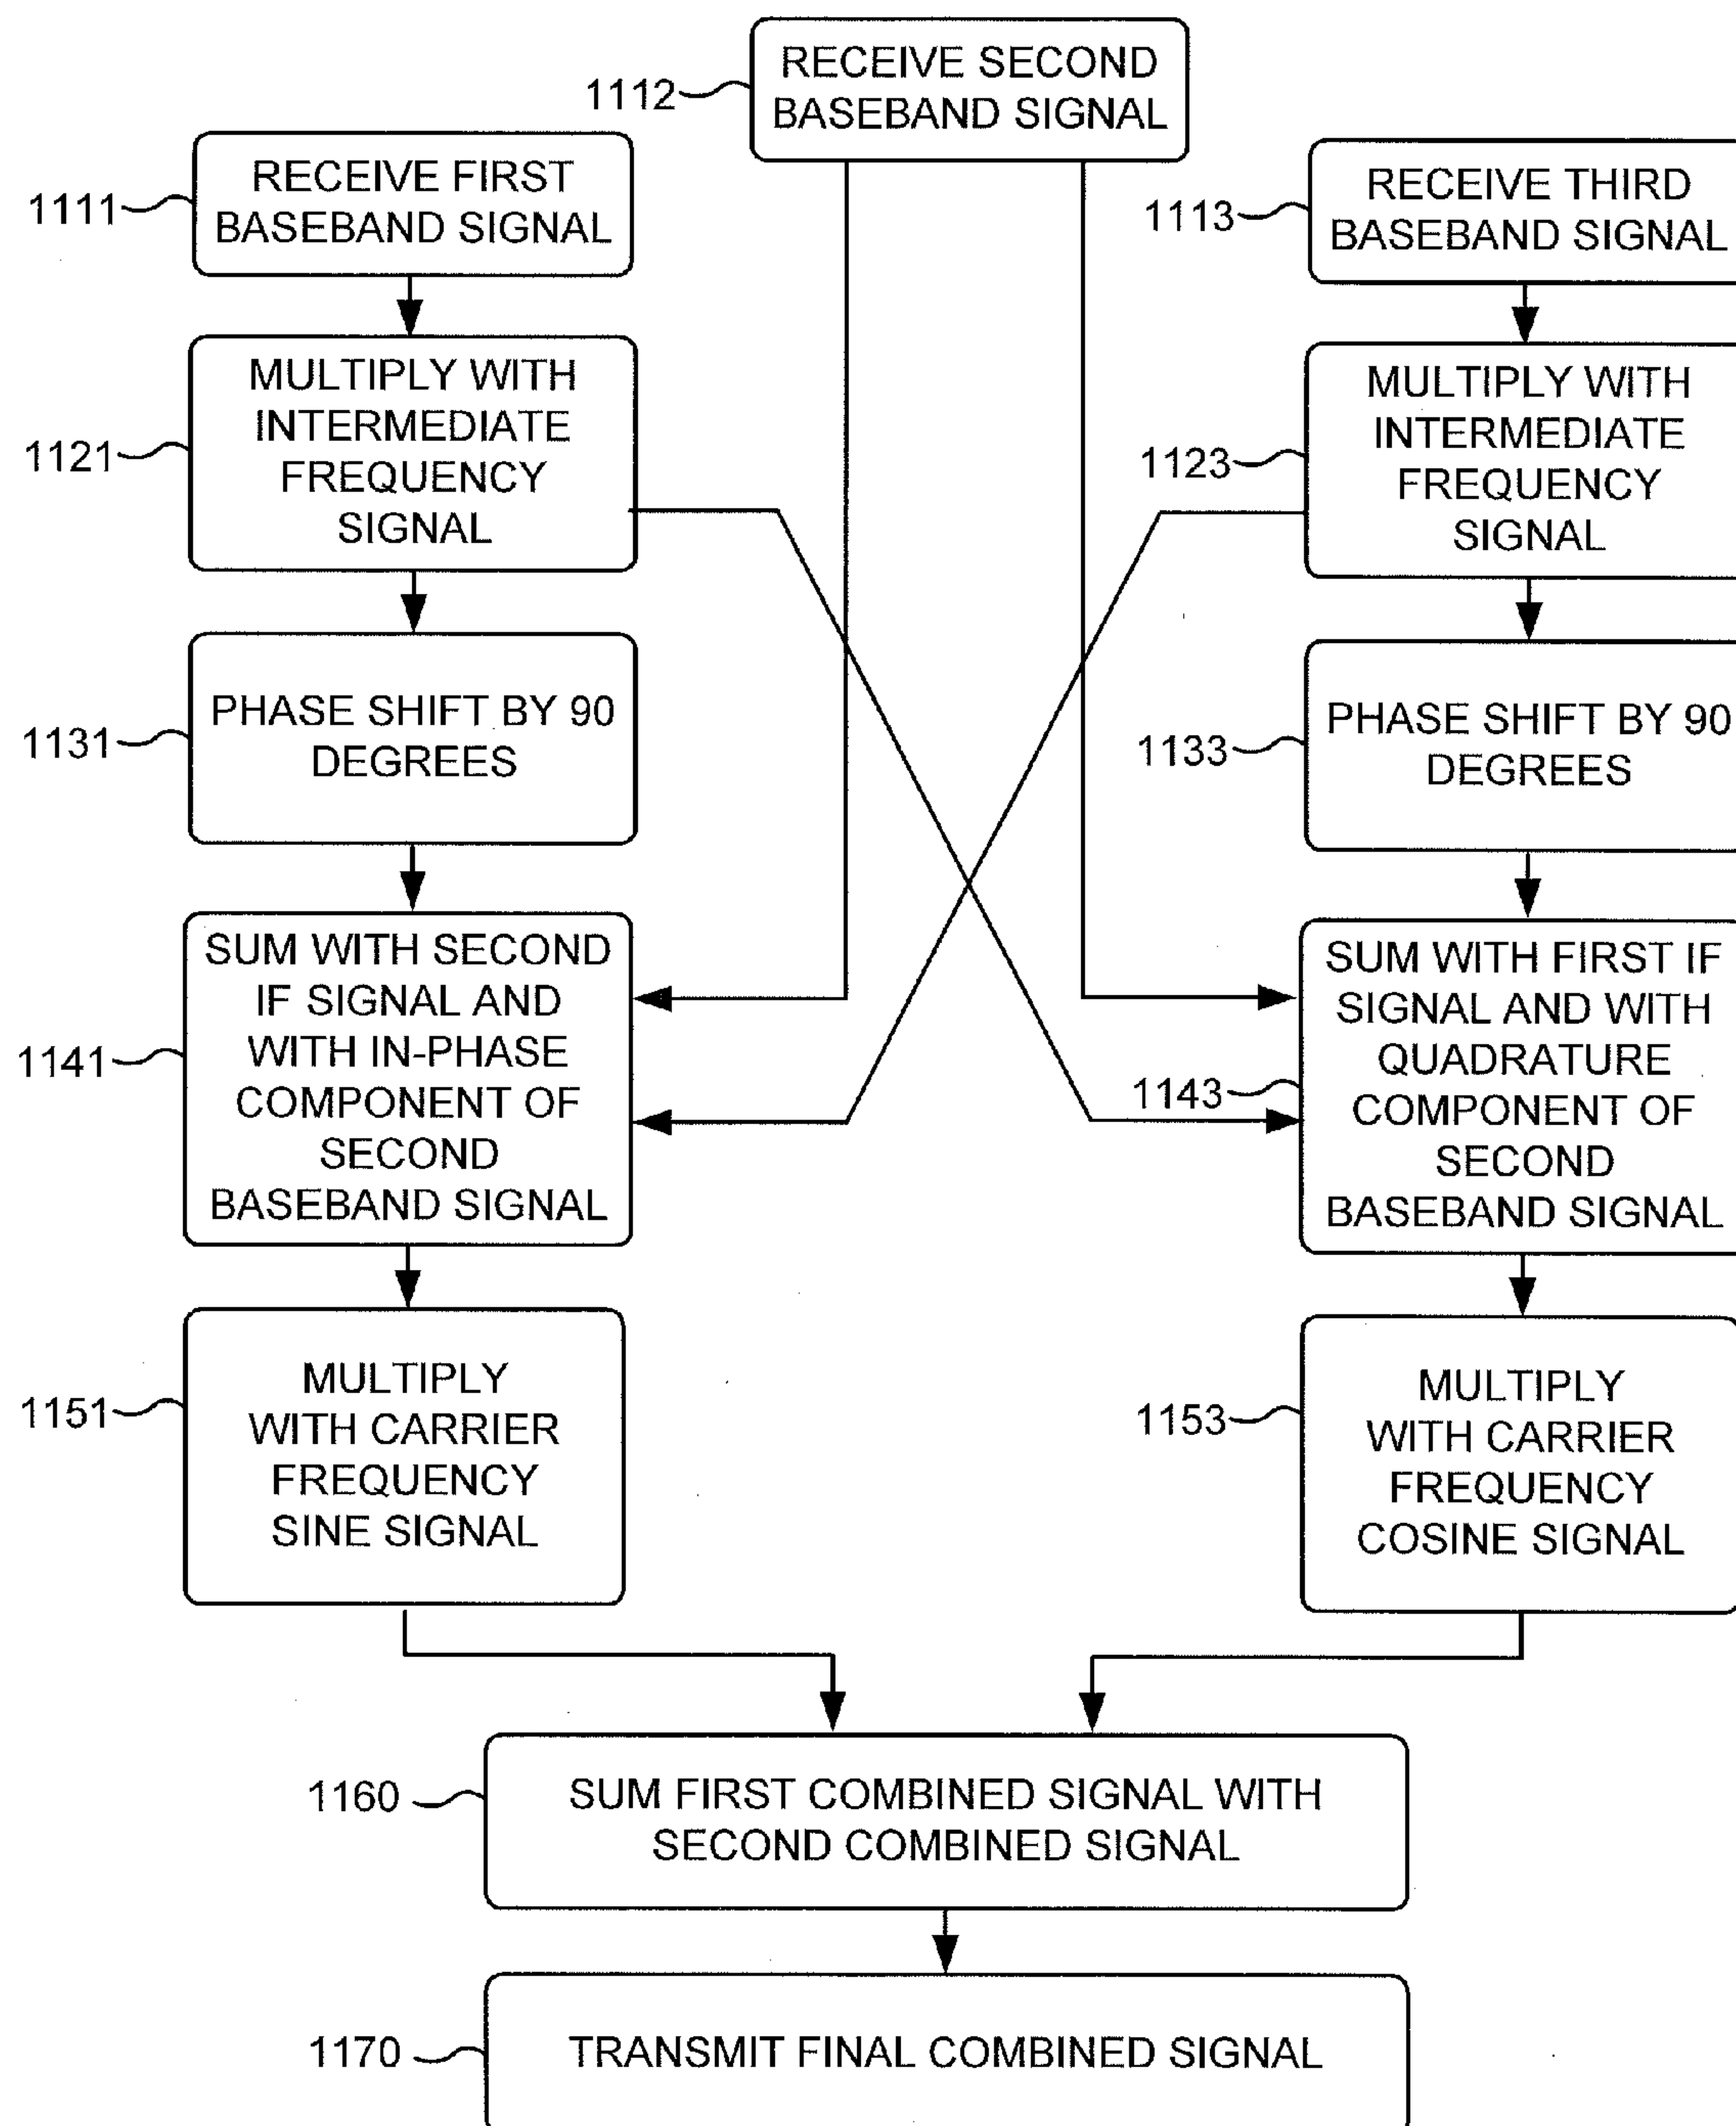 RECEIVE SECOND
BASEBAND SIGNAL
1112
RECEIVE FIRST
BASEBAND SIGNAL
1111
RECEIVE THIRD
BASEBAND SIGNAL
1113
MULTIPLY WITH
INTERMEDIATE
FREQUENCY
SIGNAL
1121
MULTIPLY WITH
INTERMEDIATE
FREQUENCY
SIGNAL
1123
PHASE SHIFT BY 90
DEGREES
1131
PHASE SHIFT BY 90
DEGREES
1133
SUM WITH SECOND
IF SIGNAL AND
WITH IN-PHASE
COMPONENT OF
SECOND
BASEBAND SIGNAL
1141
SUM WITH FIRST IF
SIGNAL AND WITH
QUADRATURE
COMPONENT OF
SECOND
BASEBAND SIGNAL
1143
MULTIPLY
WITH CARRIER
FREQUENCY
SINE SIGNAL
1151
MULTIPLY
WITH CARRIER
FREQUENCY
COSINE SIGNAL
1153
SUM FIRST COMBINED SIGNAL WITH
SECOND COMBINED SIGNAL
1160
TRANSMIT FINAL COMBINED SIGNAL
1170